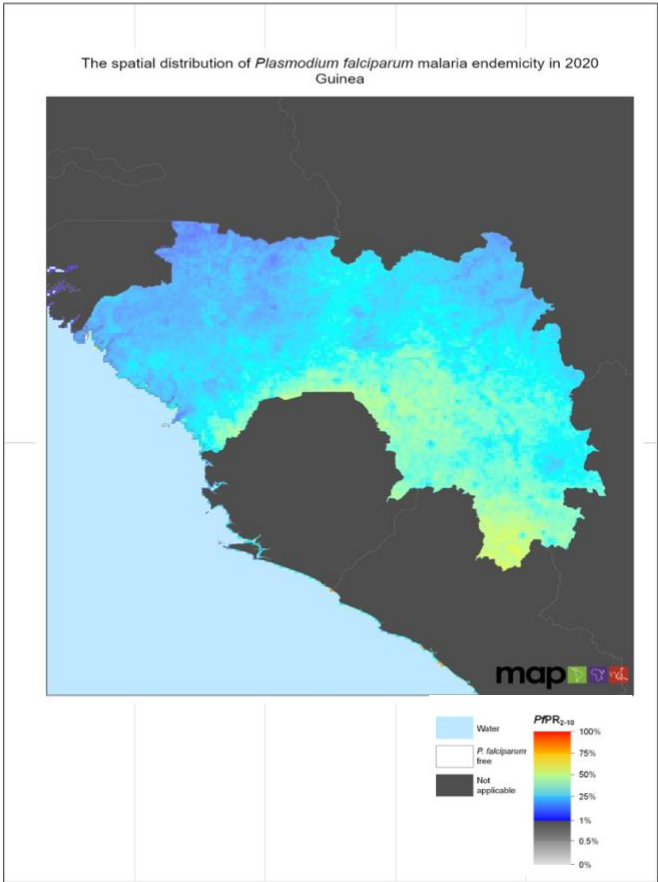 The spatial distribution of Plasmodium falciparum malaria endemicity in 2020
Guinea
map
Water
P. falciparum
free
Not
applicable
PfPR2-10
100%
75%
50%
25%
1%
0.5%
0%